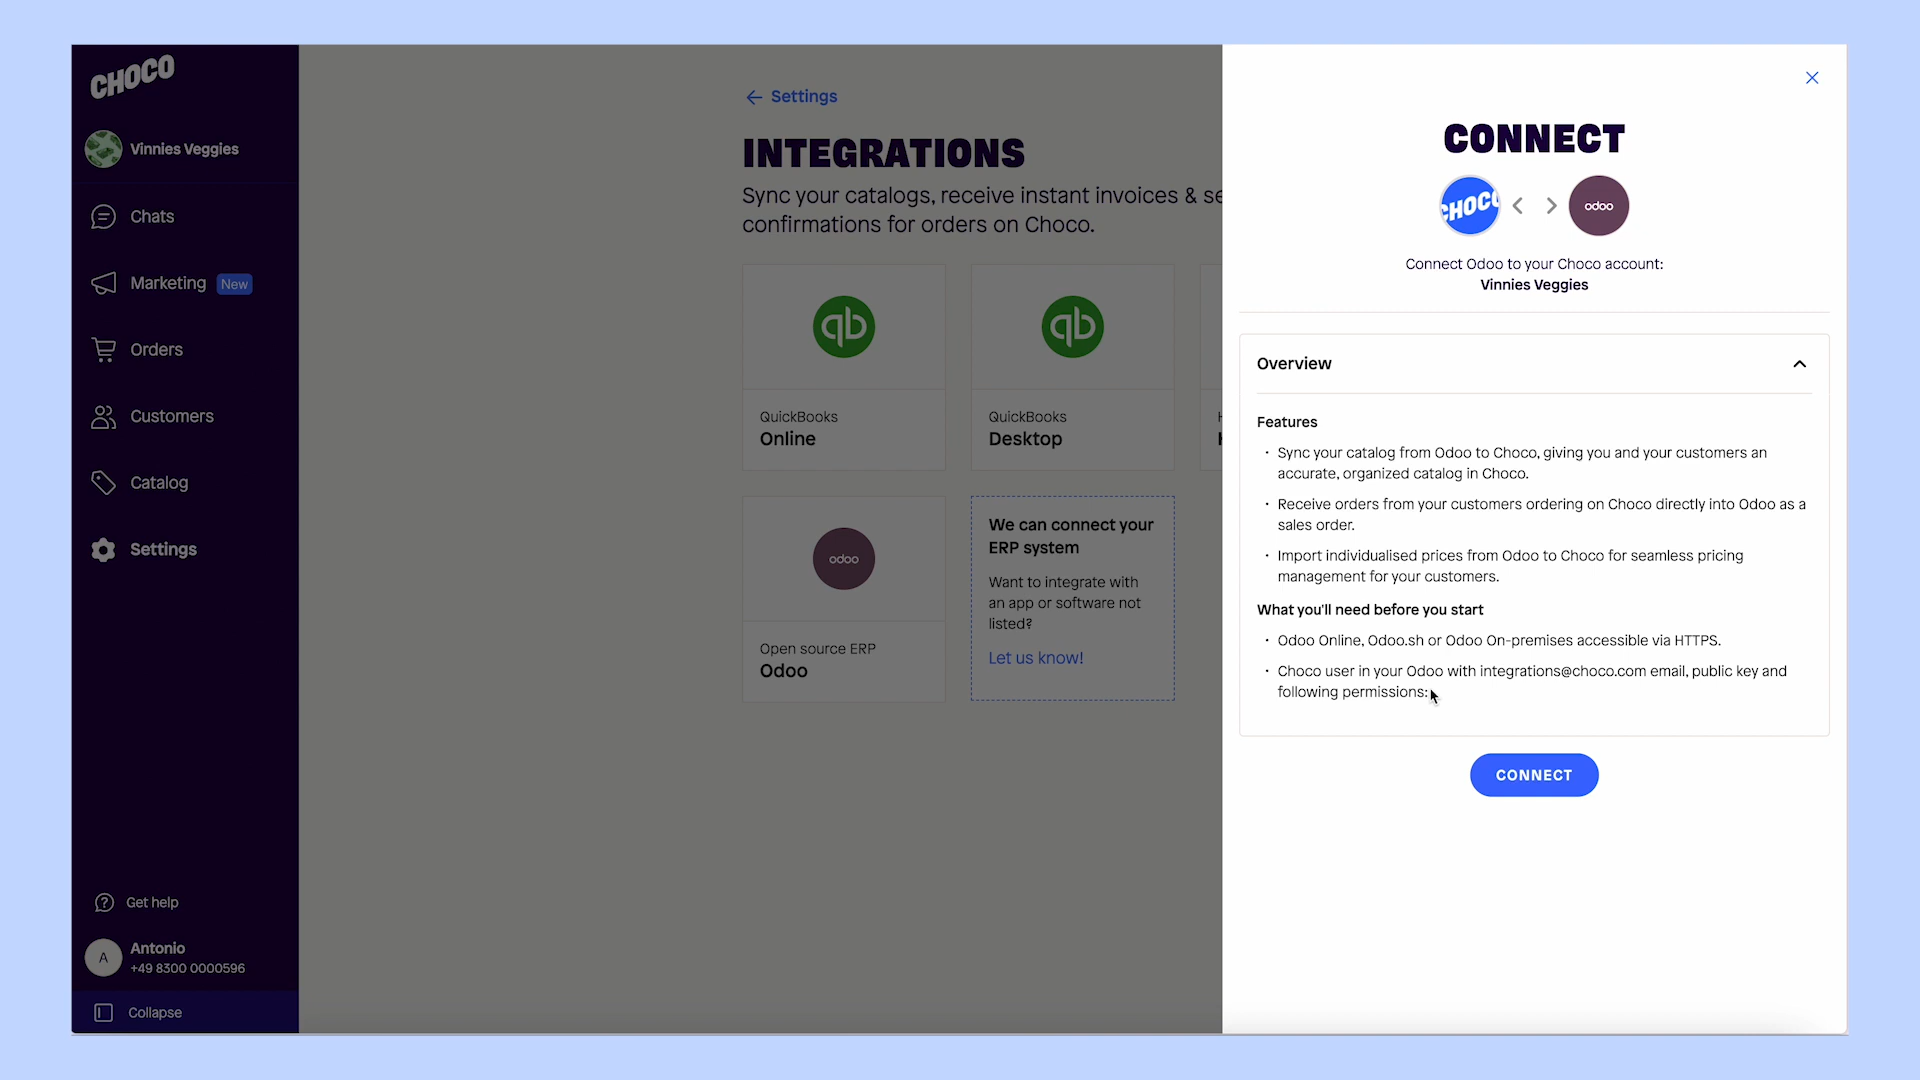 CHOCO
Vinnies Veggies
Chats
Marketing New
Orders
Customers
Catalog
Settings
Get help
A
Antonio
+49 8300 0000596
Collapse
Settings
INTEGRATIONS
Sync your catalogs, receive instant invoices & se
confirmations for orders on Choco.
qb
QuickBooks
Online
qb
QuickBooks
Desktop
odoo
Open source ERP
Odoo
We can connect your
ERP system
Want to integrate with
an app or software not
listed?
Let us know!
CONNECT
CHOCO
odoo
Connect Odoo to your Choco account:
Vinnies Veggies
Overview
Features
· Sync your catalog from Odoo to Choco, giving you and your customers an
accurate, organized catalog in Choco.
· Receive orders from your customers ordering on Choco directly into Odoo as a
sales order.
· Import individualised prices from Odoo to Choco for seamless pricing
management for your customers.
What you'll need before you start
· Odoo Online, Odoo.sh or Odoo On-premises accessible via HTTPS.
· Choco user in your Odoo with integrations@choco.com email, public key and
following permissions:
CONNECT